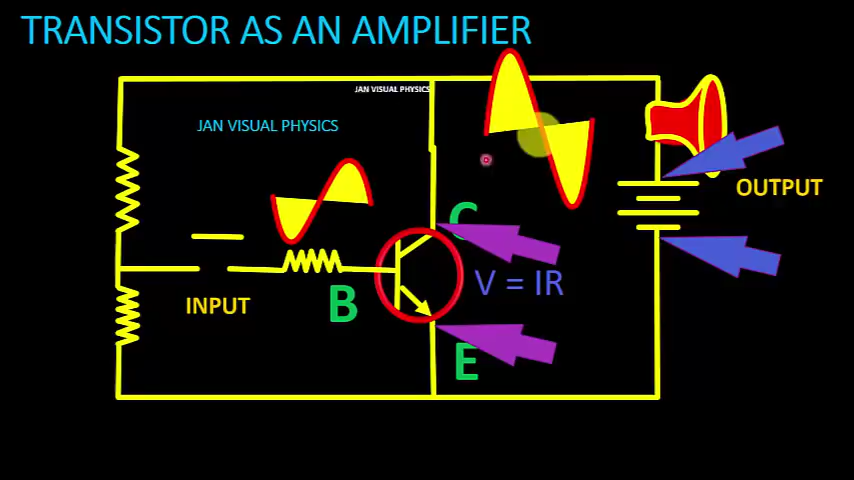 TRANSISTOR AS AN AMPLIFIER
JAN VISUAL PHYSICS
JAN VISUAL PHYSICS
OUTPUT
C
V = IR
INPUT
B
E